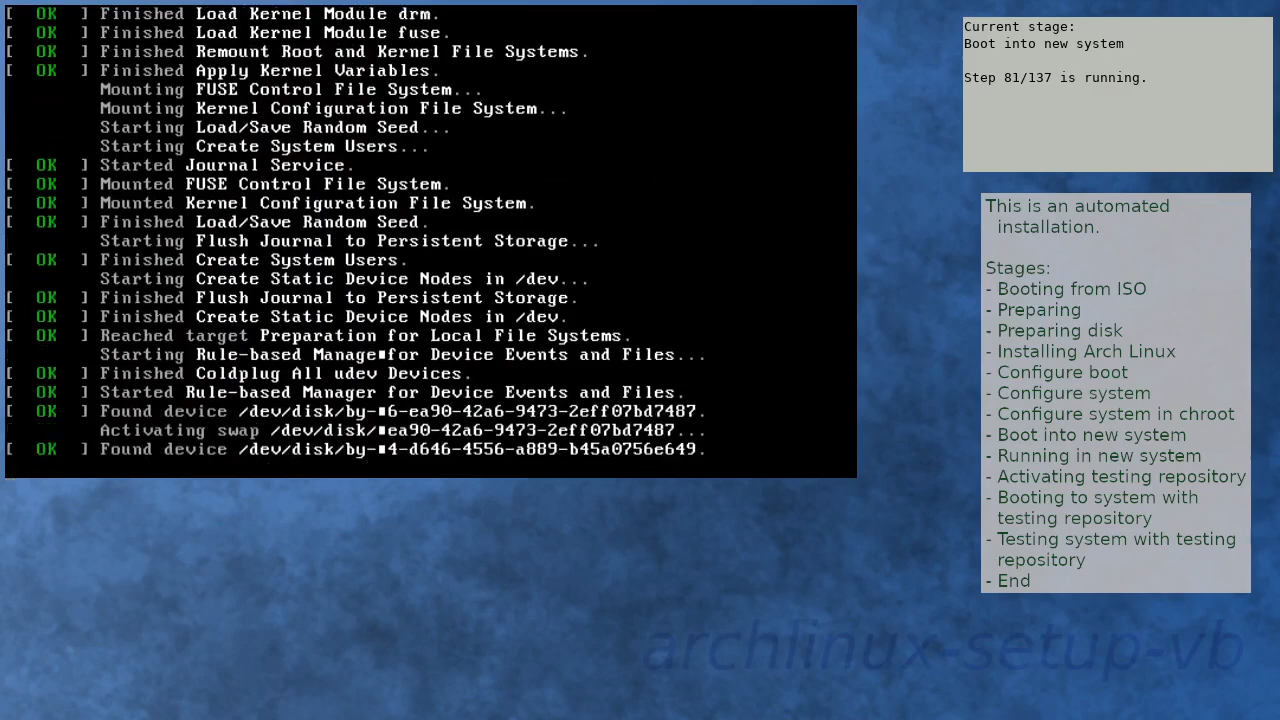 [  OK  ] Finished Load Kernel Module drm.
[  OK  ] Finished Load Kernel Module fuse.
[  OK  ] Finished Remount Root and Kernel File Systems.
[  OK  ] Finished Apply Kernel Variables.
Mounting FUSE Control File System...
Mounting Kernel Configuration File System...
Starting Load/Save Random Seed...
Starting Create System Users...
[  OK  ] Started Journal Service.
[  OK  ] Mounted FUSE Control File System.
[  OK  ] Mounted Kernel Configuration File System.
[  OK  ] Finished Load/Save Random Seed.
Starting Flush Journal to Persistent Storage...
[  OK  ] Finished Create System Users.
Starting Create Static Device Nodes in /dev...
[  OK  ] Finished Flush Journal to Persistent Storage.
[  OK  ] Finished Create Static Device Nodes in /dev.
[  OK  ] Reached target Preparation for Local File Systems.
Starting Rule-based Manage▪for Device Events and Files...
[  OK  ] Finished Coldplug All udev Devices.
[  OK  ] Started Rule-based Manager for Device Events and Files.
[  OK  ] Found device /dev/disk/by-▪6-ea90-42a6-9473-2eff07bd7487.
Activating swap /dev/disk/▪ea90-42a6-9473-2eff07bd7487...
[  OK  ] Found device /dev/disk/by-▪4-d646-4556-a889-b45a0756e649.
Current stage:
Boot into new system
Step 81/137 is running.
This is an automated
installation.
Stages:
- Booting from ISO
- Preparing
- Preparing disk
- Installing Arch Linux
- Configure boot
- Configure system
- Configure system in chroot
- Boot into new system
- Running in new system
- Activating testing repository
- Booting to system with
testing repository
- Testing system with testing
repository
- End
archlinux-setup-vb